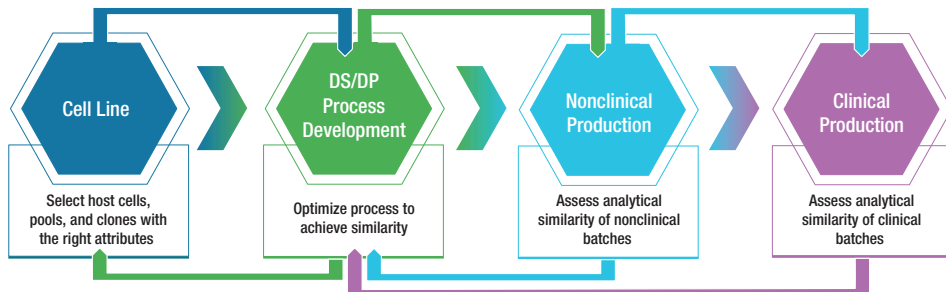 Cell Line
DS/DP
Process
Development
Nonclinical
Production
Clinical
Production
Select host cells,
pools, and clones with
the right attributes
Optimize process to
achieve similarity
Assess analytical
similarity of nonclinical
batches
Assess analytical
similarity of clinical
batches